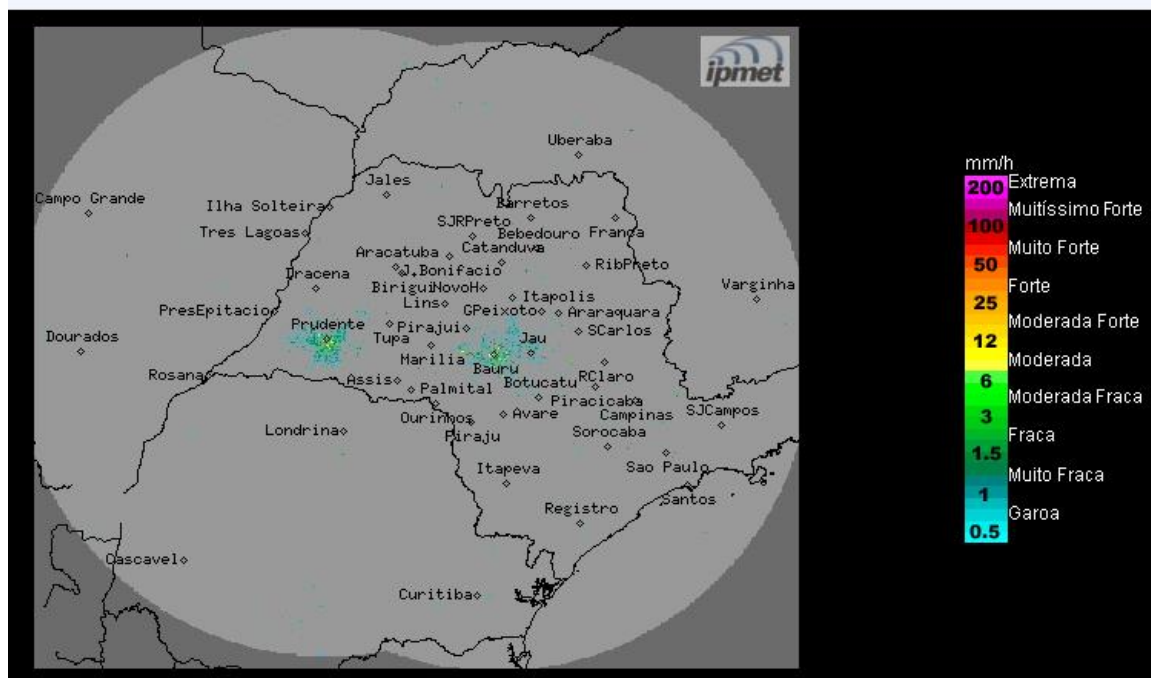 ipmet
Uberaba
Jales
Campo Grande
Ilha Solteira
Barretos
SJRPreto
Tres Lagoas
Bebedouro
Franca
Aracatuba
Catanduva
Dracena
J.Bonifacio
RibPreto
Birigui
NovoH
Itapolis
Varginha
Lins
PresEpitacio
GPeixoto
Araraquara
Prudente
Pirajui
SCarlos
Dourados
Tupa
Jau
Marilia
Bauru
Rosana
Assis
Palmital
Botucatu
RClaro
Piracicaba
Ourinhos
Avare
Campinas
SJCampos
Londrina
Piraju
Sorocaba
Itapeva
Sao Paulo
Santos
Registro
Cascavel
Curitiba
mm/h
200 Extrema
Muitíssimo Forte
100
Muito Forte
50
Forte
25
Moderada Forte
12
Moderada
6
Moderada Fraca
3
Fraca
1.5
Muito Fraca
1
Garoa
0.5